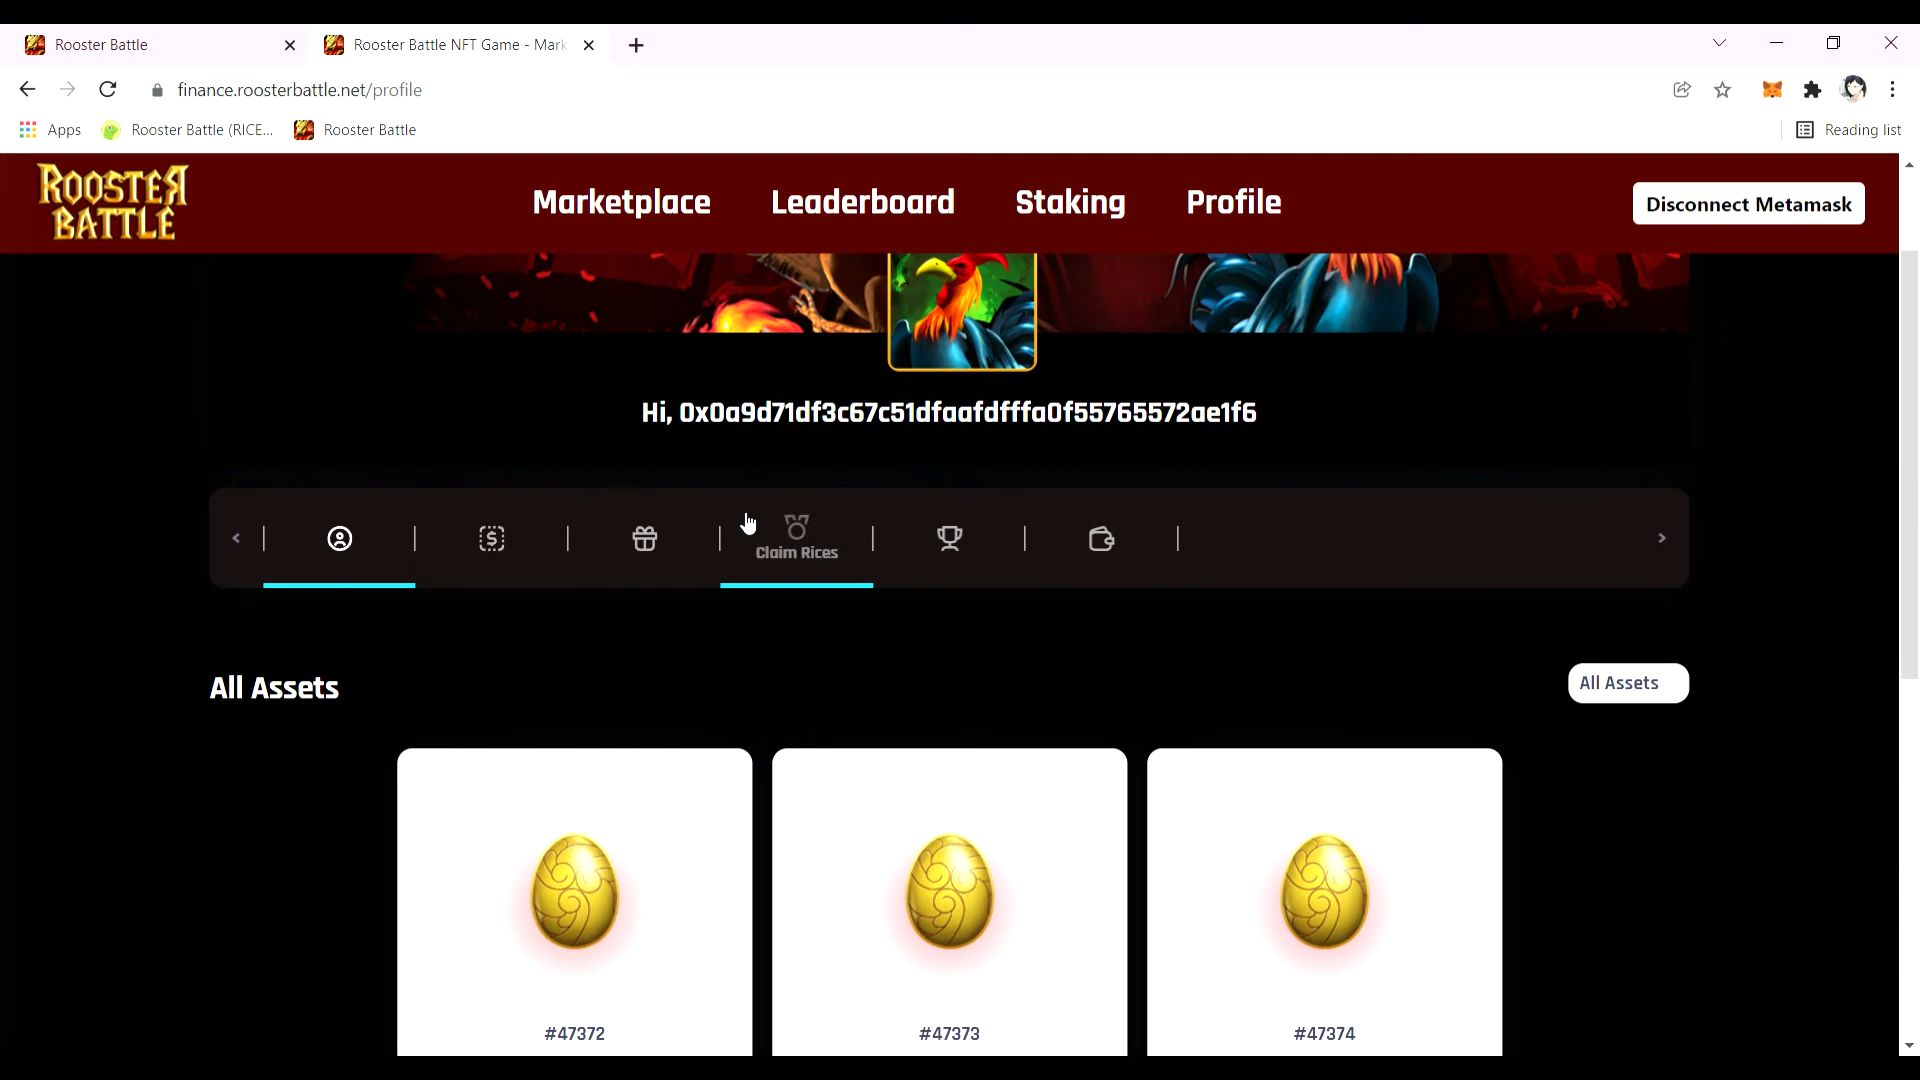 Rooster Battle
Rooster Battle NFT Game - Mark
finance.roosterbattle.net/profile
Apps
Rooster Battle (RICE...
Rooster Battle
Reading list
ROOSTER
BATTLE
Marketplace
Leaderboard
Staking
Profile
Disconnect Metamask
Hi, 0x0a9d71df3c67c51dfaafdfffa0f55765572ae1f6
Claim Rices
All Assets
All Assets
#47372
#47373
#47374